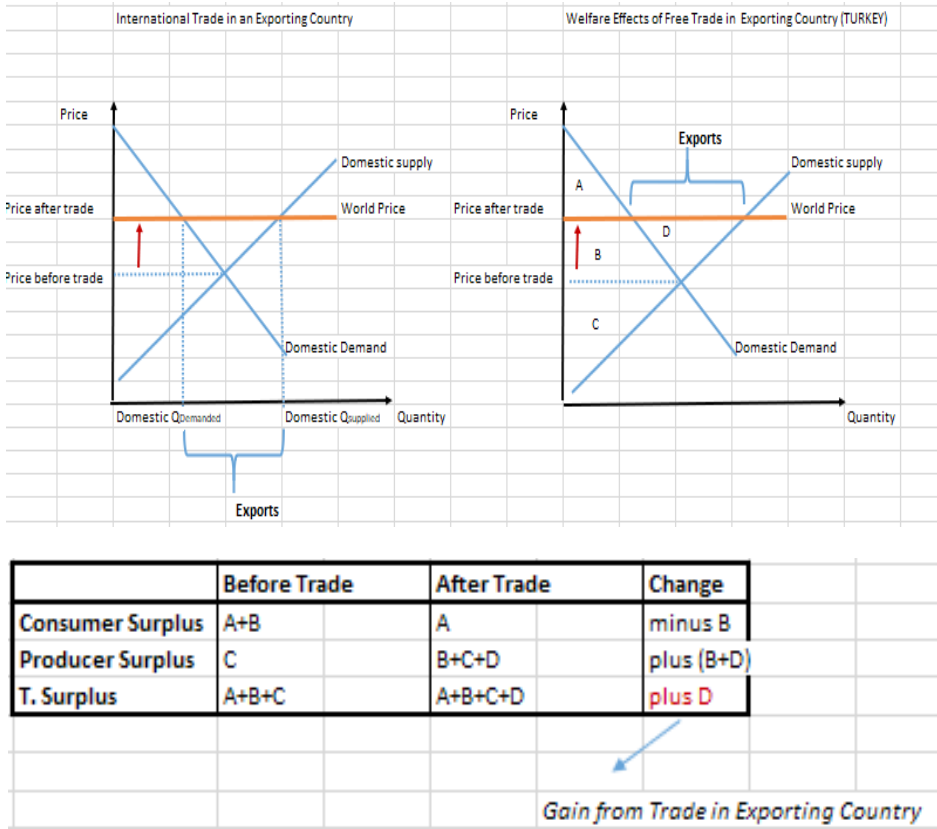 International Trade in an Exporting Country
Welfare Effects of Free Trade in Exporting Country (TURKEY)
Price
Domestic supply
Price after trade
World Price
Price before trade
Domestic Demand
Domestic QDemanded
Domestic Qsupplied
Quantity
Exports
Price
Exports
Domestic supply
A
Price after trade
World Price
D
B
Price before trade
C
Domestic Demand
Quantity
Before Trade After Trade Change
Consumer Surplus A+B A minus B
Producer Surplus C B+C+D plus (B+D)
T. Surplus A+B+C A+B+C+D plus D
Gain from Trade in Exporting Country